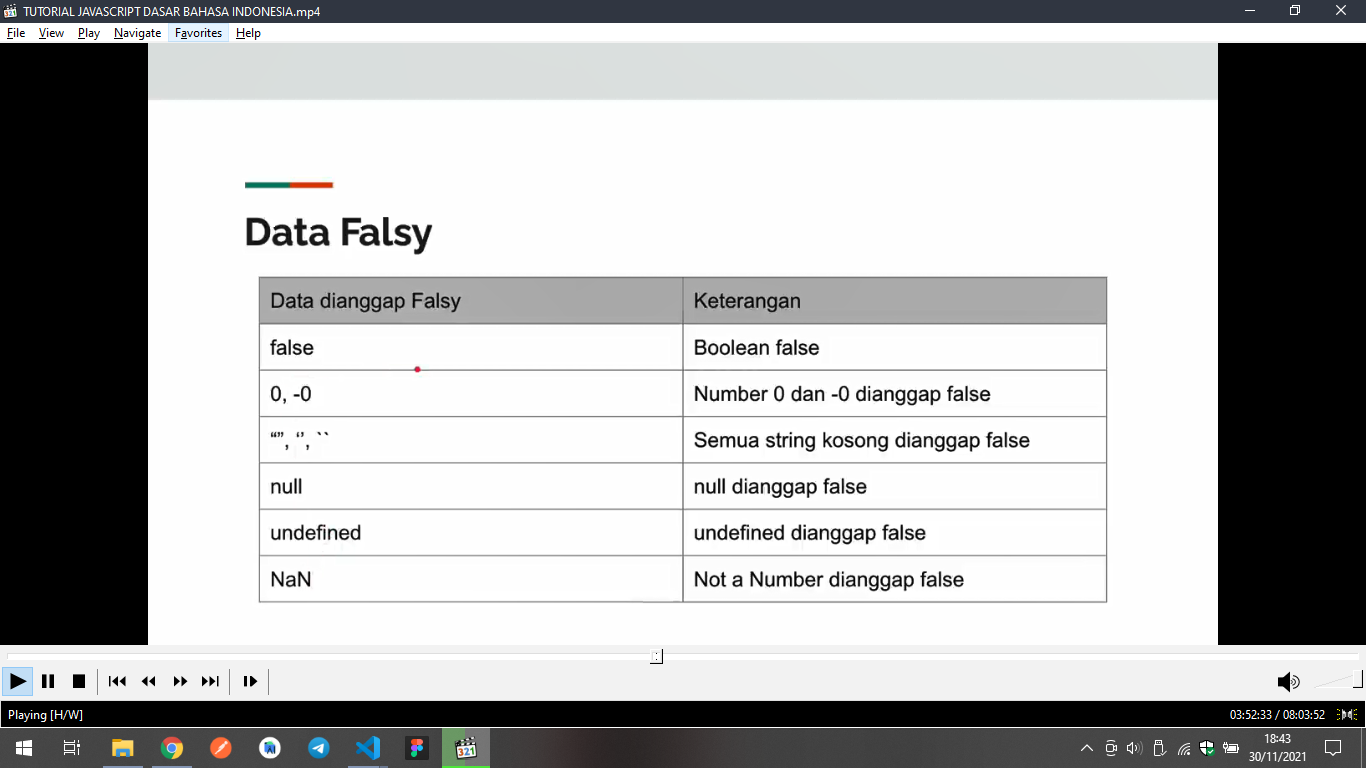 TUTORIAL JAVASCRIPT DASAR BAHASA INDONESIA.mp4
File View Play Navigate Favorites Help
Data Falsy
Data dianggap Falsy Keterangan
false Boolean false
0, -0 Number 0 dan -0 dianggap false
“”, ‘’, `` Semua string kosong dianggap false
null null dianggap false
undefined undefined dianggap false
NaN Not a Number dianggap false
Playing [H/W] 03:52:33 / 08:03:52
321
18:43
30/11/2021